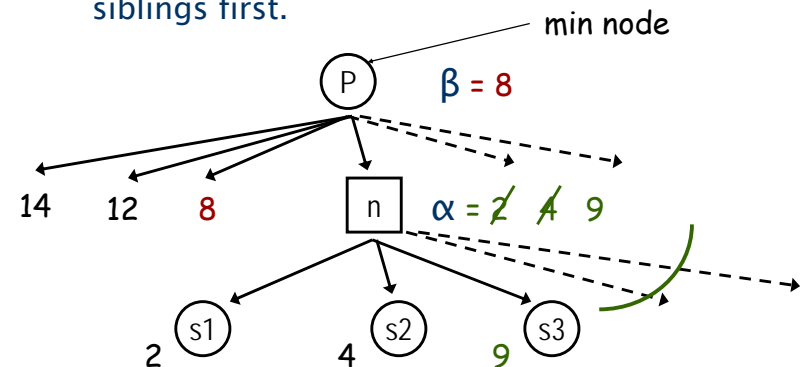 siblings first.
min node
P
β = 8
14 12 8
n
α = 2 4 9
s1 s2 s3
2 4 9